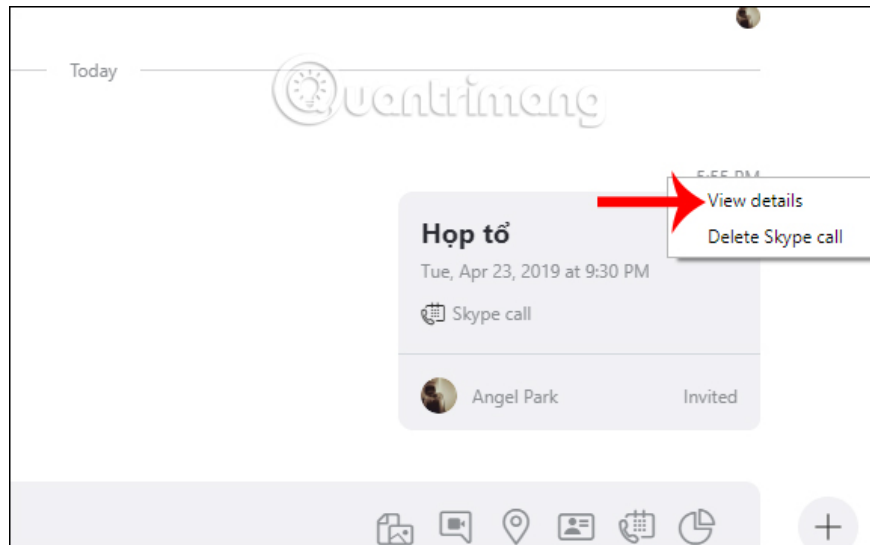 Today
Quantrimang
5:55 PM
View details
Delete Skype call
Họp tổ
Tue, Apr 23, 2019 at 9:30 PM
Skype call
Angel Park
Invited